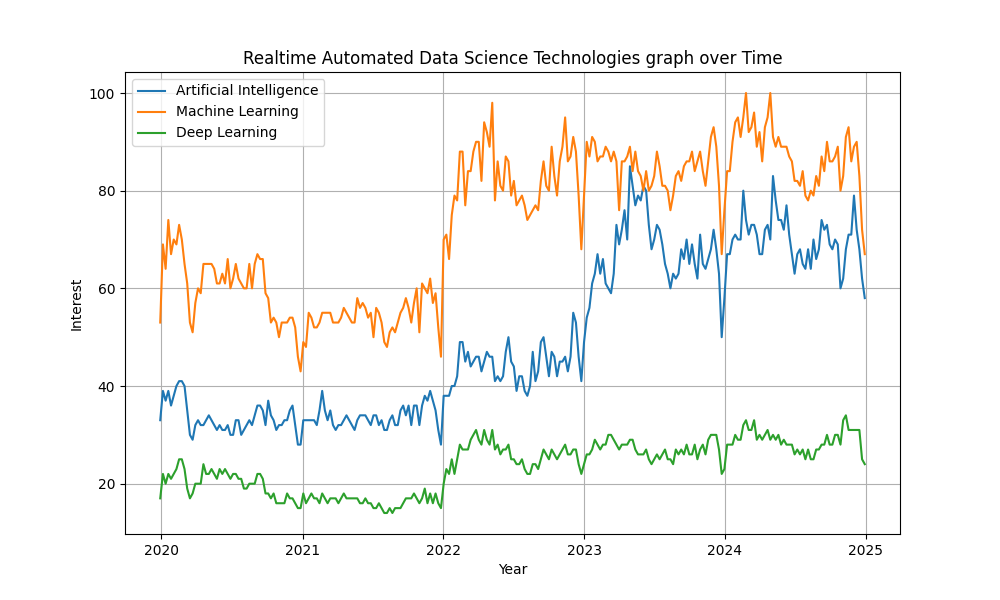 Realtime Automated Data Science Technologies graph over Time
Artificial Intelligence
Machine Learning
Deep Learning
100
80
60
40
20
Interest
2020 2021 2022 2023 2024 2025
Year